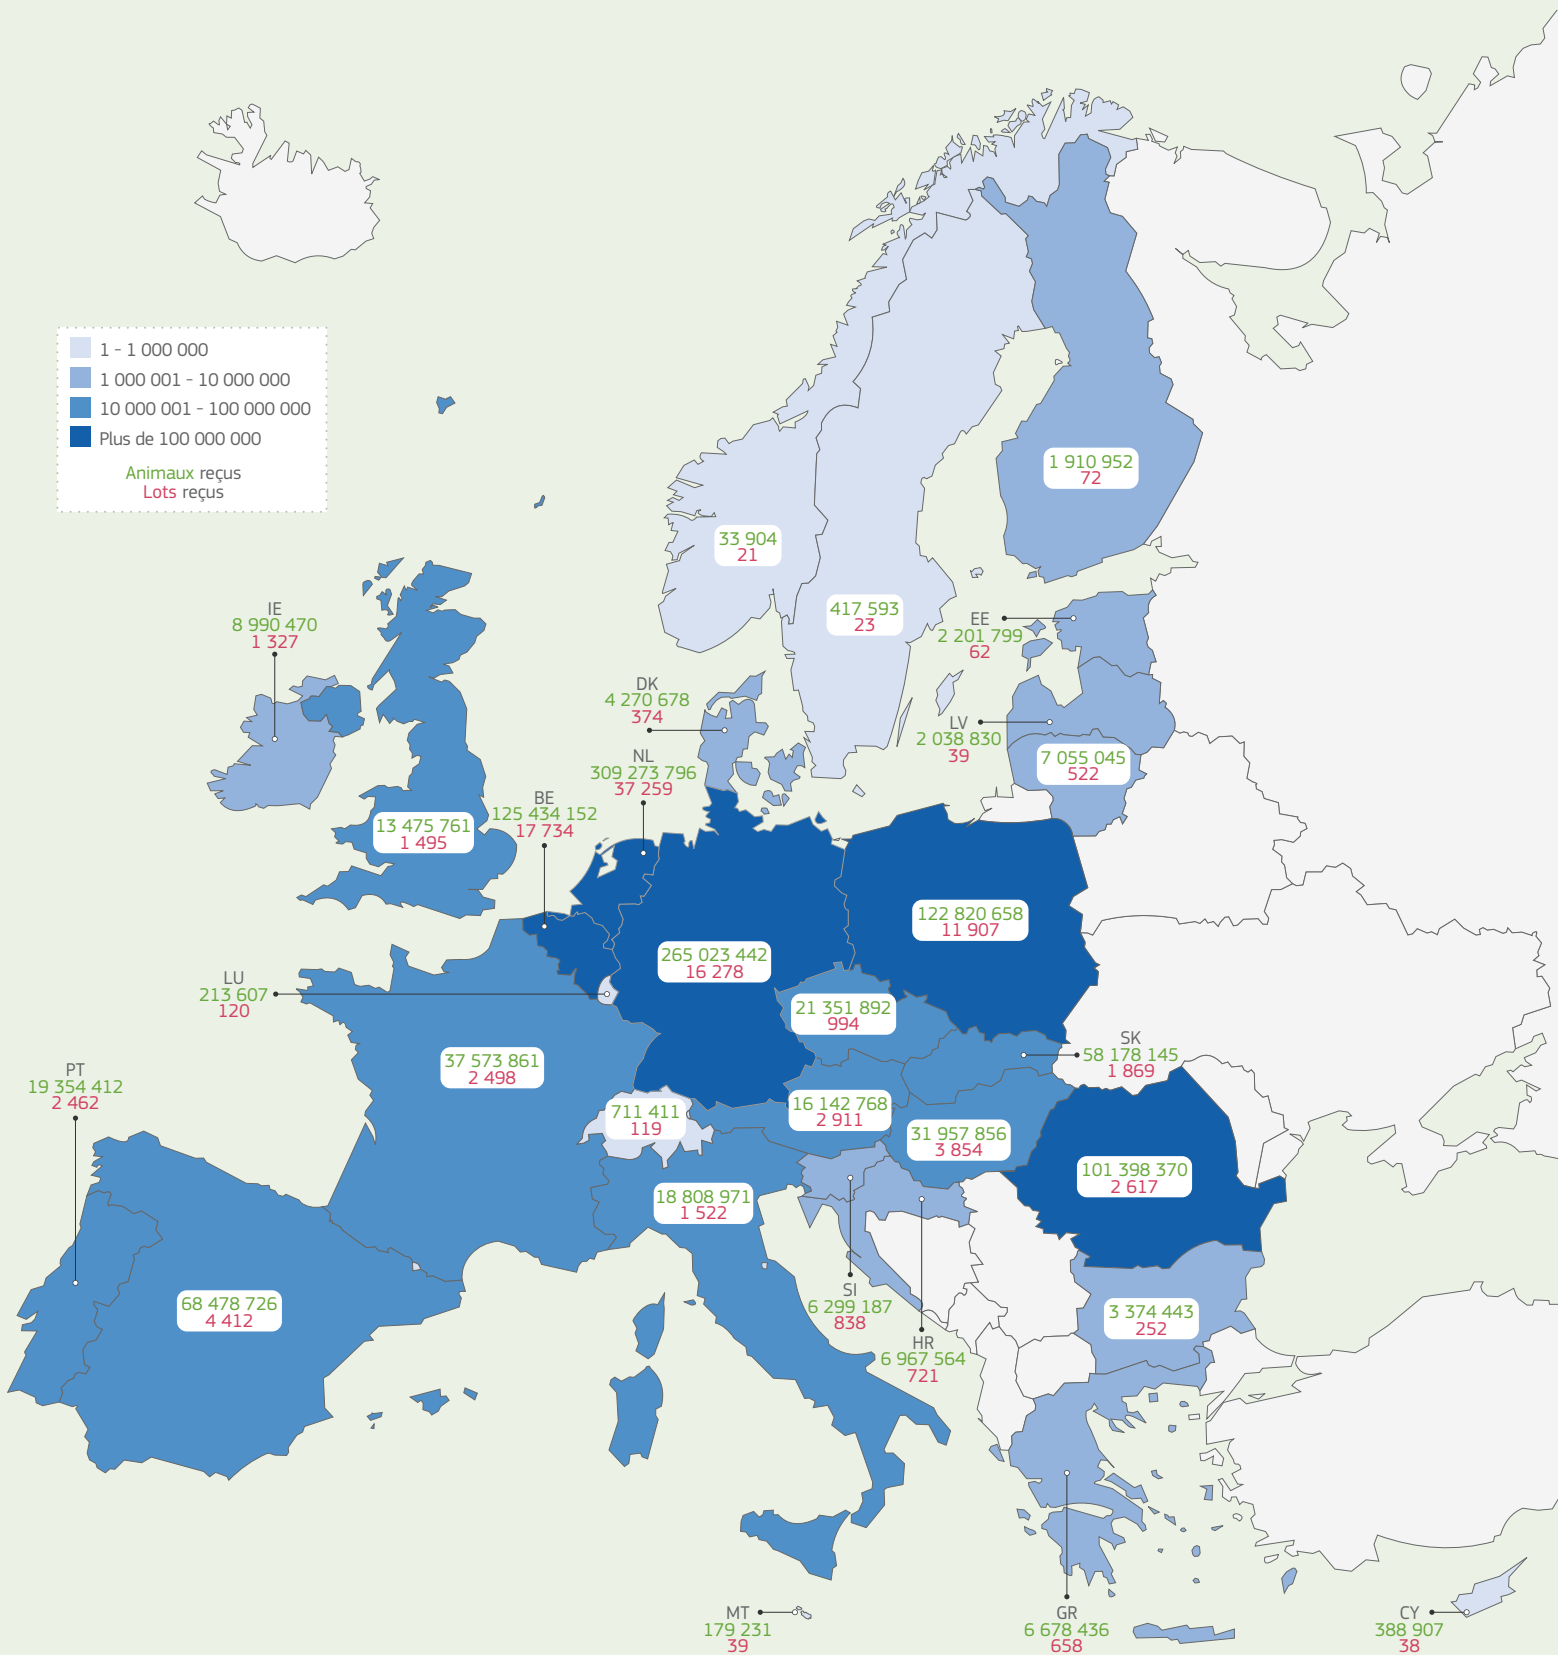 1 - 1 000 000
1 000 001 - 10 000 000
10 000 001 - 100 000 000
Plus de 100 000 000
Animaux reçus
Lots reçus
1 910 952
72
33 904
21
417 593
23
IE
8 990 470
1 327
EE
2 201 799
62
DK
4 270 678
374
LV
2 038 830
39
7 055 045
522
NL
309 273 796
37 259
BE
125 434 152
17 734
13 475 761
1 495
122 820 658
11 907
265 023 442
16 278
LU
213 607
120
21 351 892
994
SK
58 178 145
1 869
37 573 861
2 498
PT
19 354 412
2 462
711 411
119
16 142 768
2 911
31 957 856
3 854
101 398 370
2 617
18 808 971
1 522
68 478 726
4 412
SI
6 299 187
838
3 374 443
252
HR
6 967 564
721
MT
179 231
39
GR
6 678 436
658
CY
388 907
38